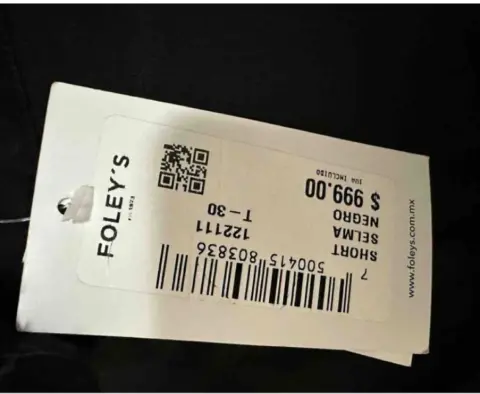 FOLEY´S
7 500415 803836
SHORT
SELMA
NEGRO
$ 999.00
IVA INCLUIDO
122111
T-30
www.foleys.com.mx